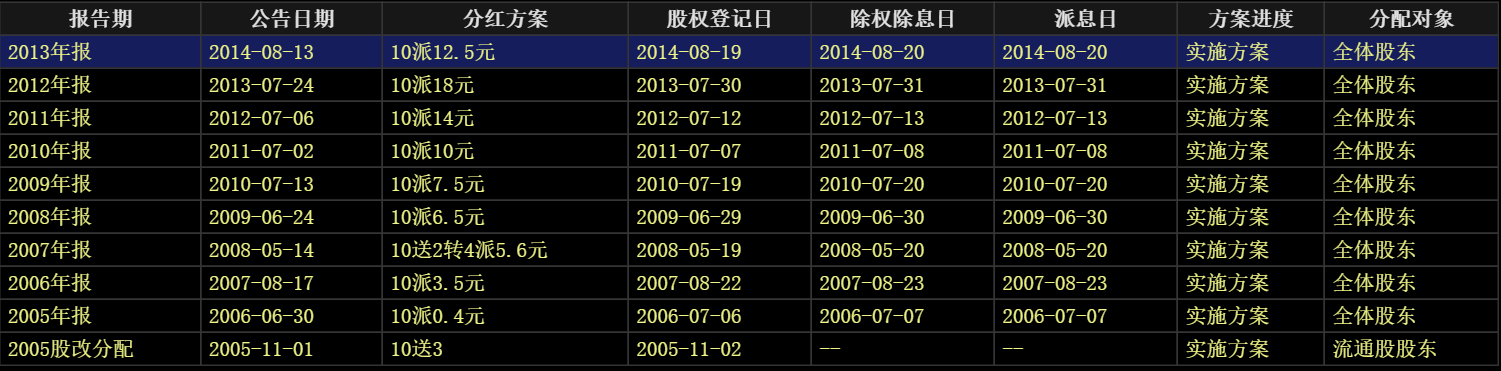 报告期 公告日期 分红方案 股权登记日 除权除息日 派息日 方案进度 分配对象
2013年报 2014-08-13 10派12.5元 2014-08-19 2014-08-20 2014-08-20 实施方案 全体股东
2012年报 2013-07-24 10派18元 2013-07-30 2013-07-31 2013-07-31 实施方案 全体股东
2011年报 2012-07-06 10派14元 2012-07-12 2012-07-13 2012-07-13 实施方案 全体股东
2010年报 2011-07-02 10派10元 2011-07-07 2011-07-08 2011-07-08 实施方案 全体股东
2009年报 2010-07-13 10派7.5元 2010-07-19 2010-07-20 2010-07-20 实施方案 全体股东
2008年报 2009-06-24 10派6.5元 2009-06-29 2009-06-30 2009-06-30 实施方案 全体股东
2007年报 2008-05-14 10送2转4派5.6元 2008-05-19 2008-05-20 2008-05-20 实施方案 全体股东
2006年报 2007-08-17 10派3.5元 2007-08-22 2007-08-23 2007-08-23 实施方案 全体股东
2005年报 2006-06-30 10派0.4元 2006-07-06 2006-07-07 2006-07-07 实施方案 全体股东
2005股改分配 2005-11-01 10送3 2005-11-02 -- -- 实施方案 流通股股东